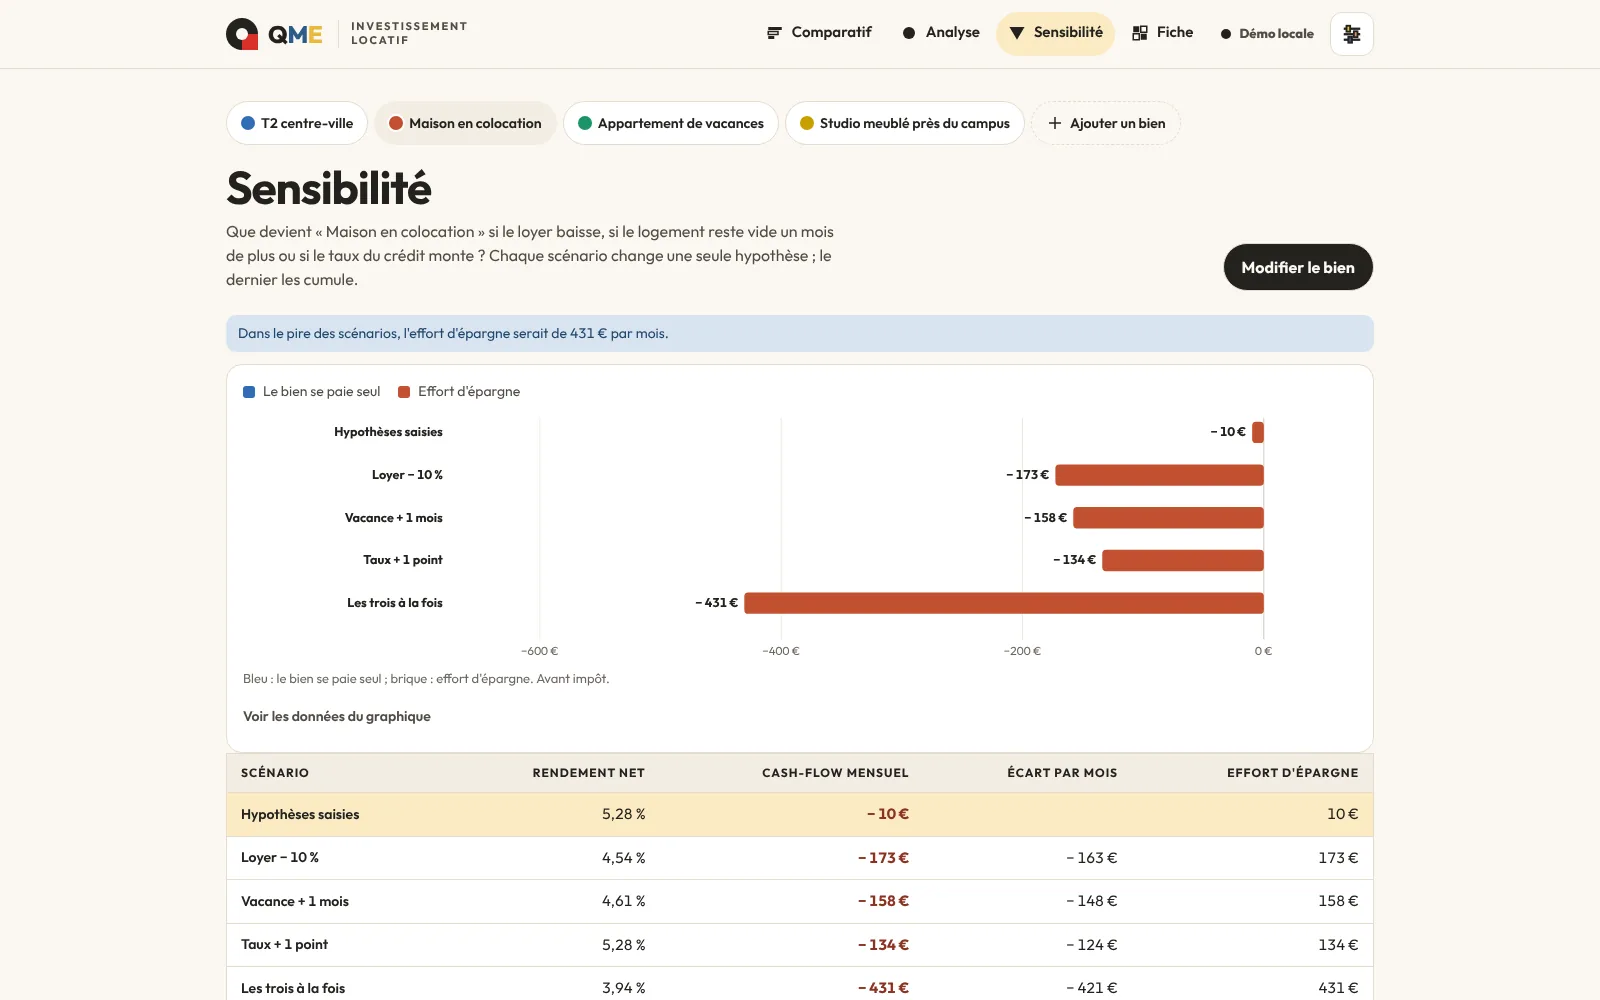 QME
INVESTISSEMENT
LOCATIF
Comparatif
Analyse
Sensibilité
Fiche
Démo locale
T2 centre-ville
Maison en colocation
Appartement de vacances
Studio meublé près du campus
Ajouter un bien
Sensibilité
Que devient « Maison en colocation » si le loyer baisse, si le logement reste vide un mois
de plus ou si le taux du crédit monte ? Chaque scénario change une seule hypothèse ; le
dernier les cumule.
Modifier le bien
Dans le pire des scénarios, l'effort d'épargne serait de 431 € par mois.
Le bien se paie seul
Effort d'épargne
Hypothèses saisies
− 10 €
Loyer − 10 %
− 173 €
Vacance + 1 mois
− 158 €
Taux + 1 point
− 134 €
Les trois à la fois
− 431 €
−600 €
−400 €
−200 €
0 €
Bleu : le bien se paie seul ; brique : effort d'épargne. Avant impôt.
Voir les données du graphique
SCÉNARIO RENDEMENT NET CASH-FLOW MENSUEL ÉCART PAR MOIS EFFORT D'ÉPARGNE
Hypothèses saisies 5,28 % − 10 € 10 €
Loyer − 10 % 4,54 % − 173 € − 163 € 173 €
Vacance + 1 mois 4,61 % − 158 € − 148 € 158 €
Taux + 1 point 5,28 % − 134 € − 124 € 134 €
Les trois à la fois 3,94 % − 431 € − 421 € 431 €